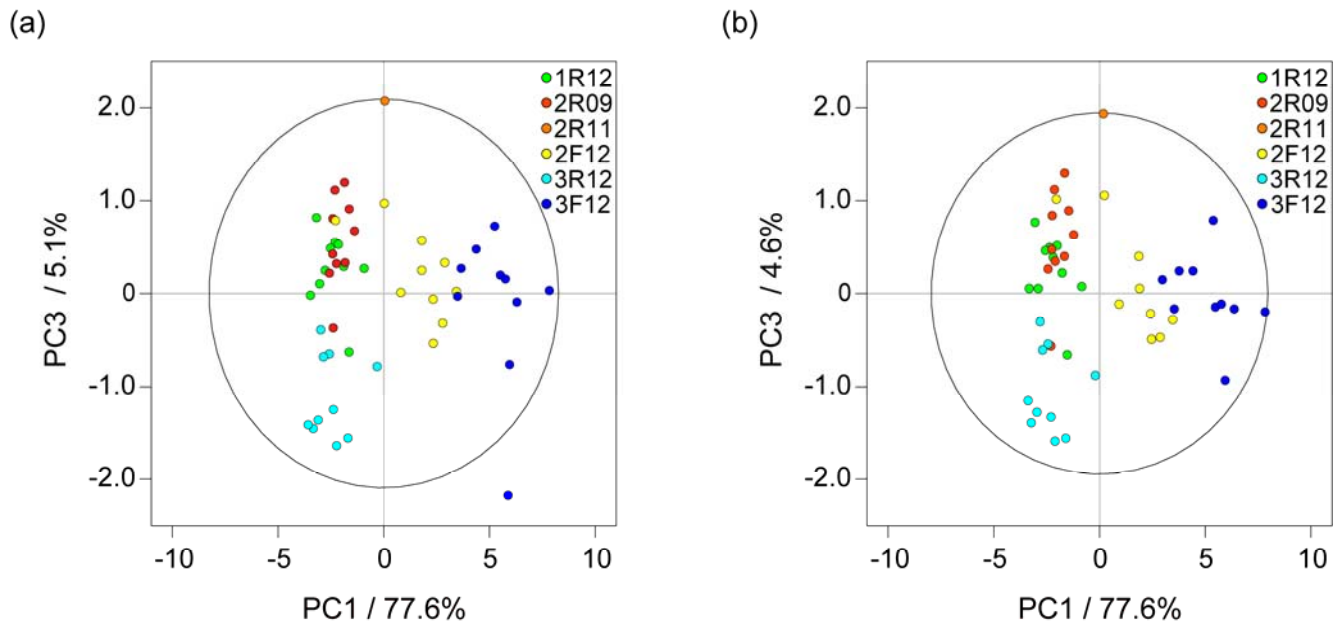 (a)
1R12
2R09
2R11
2F12
3R12
3F12
2.0
1.0
0
-1.0
-2.0
-10
-5
0
5
10
PC3 / 5.1%
PC1 / 77.6%
(b)
1R12
2R09
2R11
2F12
3R12
3F12
2.0
1.0
0
-1.0
-2.0
-10
-5
0
5
10
PC3 / 4.6%
PC1 / 77.6%